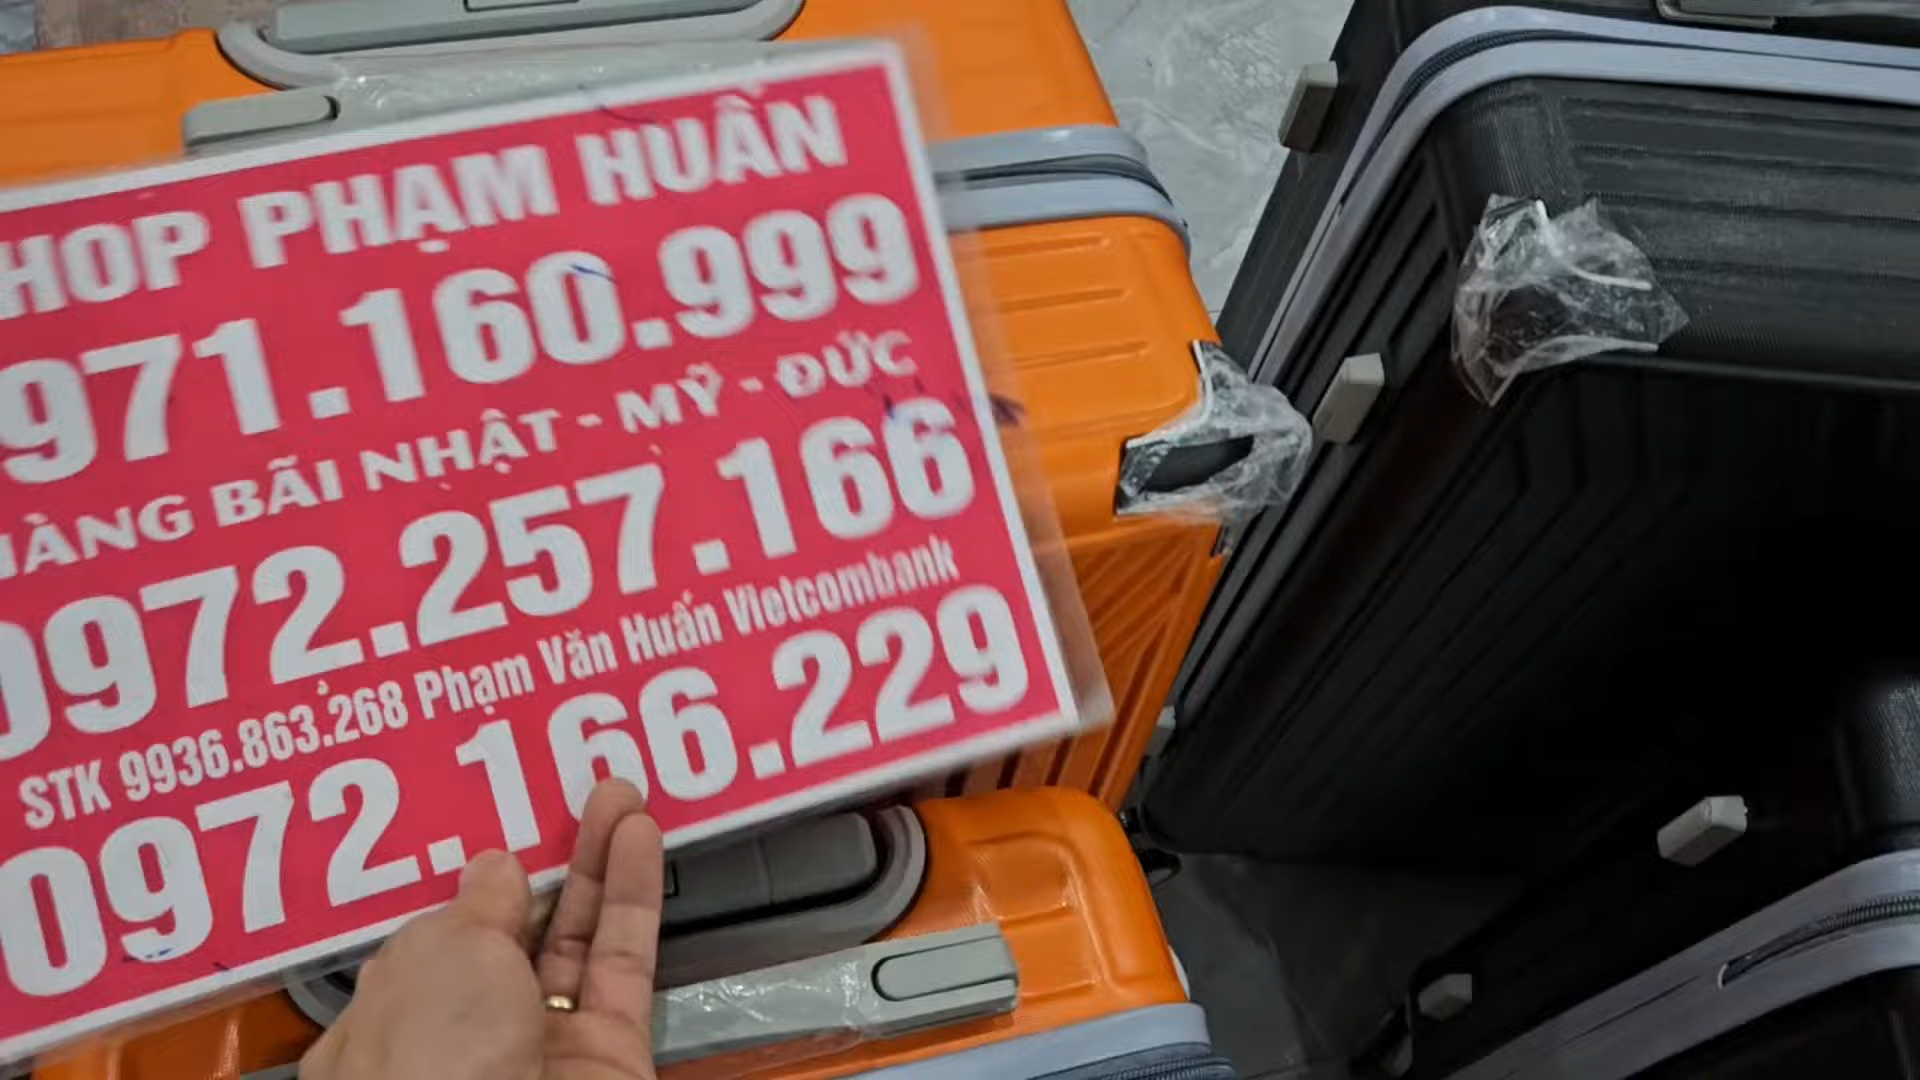 HOP PHẠM HUẤN
971.160.999
HÀNG BÃI NHẬT - MỸ - ĐỨC
0972.257.166
STK 9936.863.268 Phạm Văn Huấn Vietcombank
0972.166.229